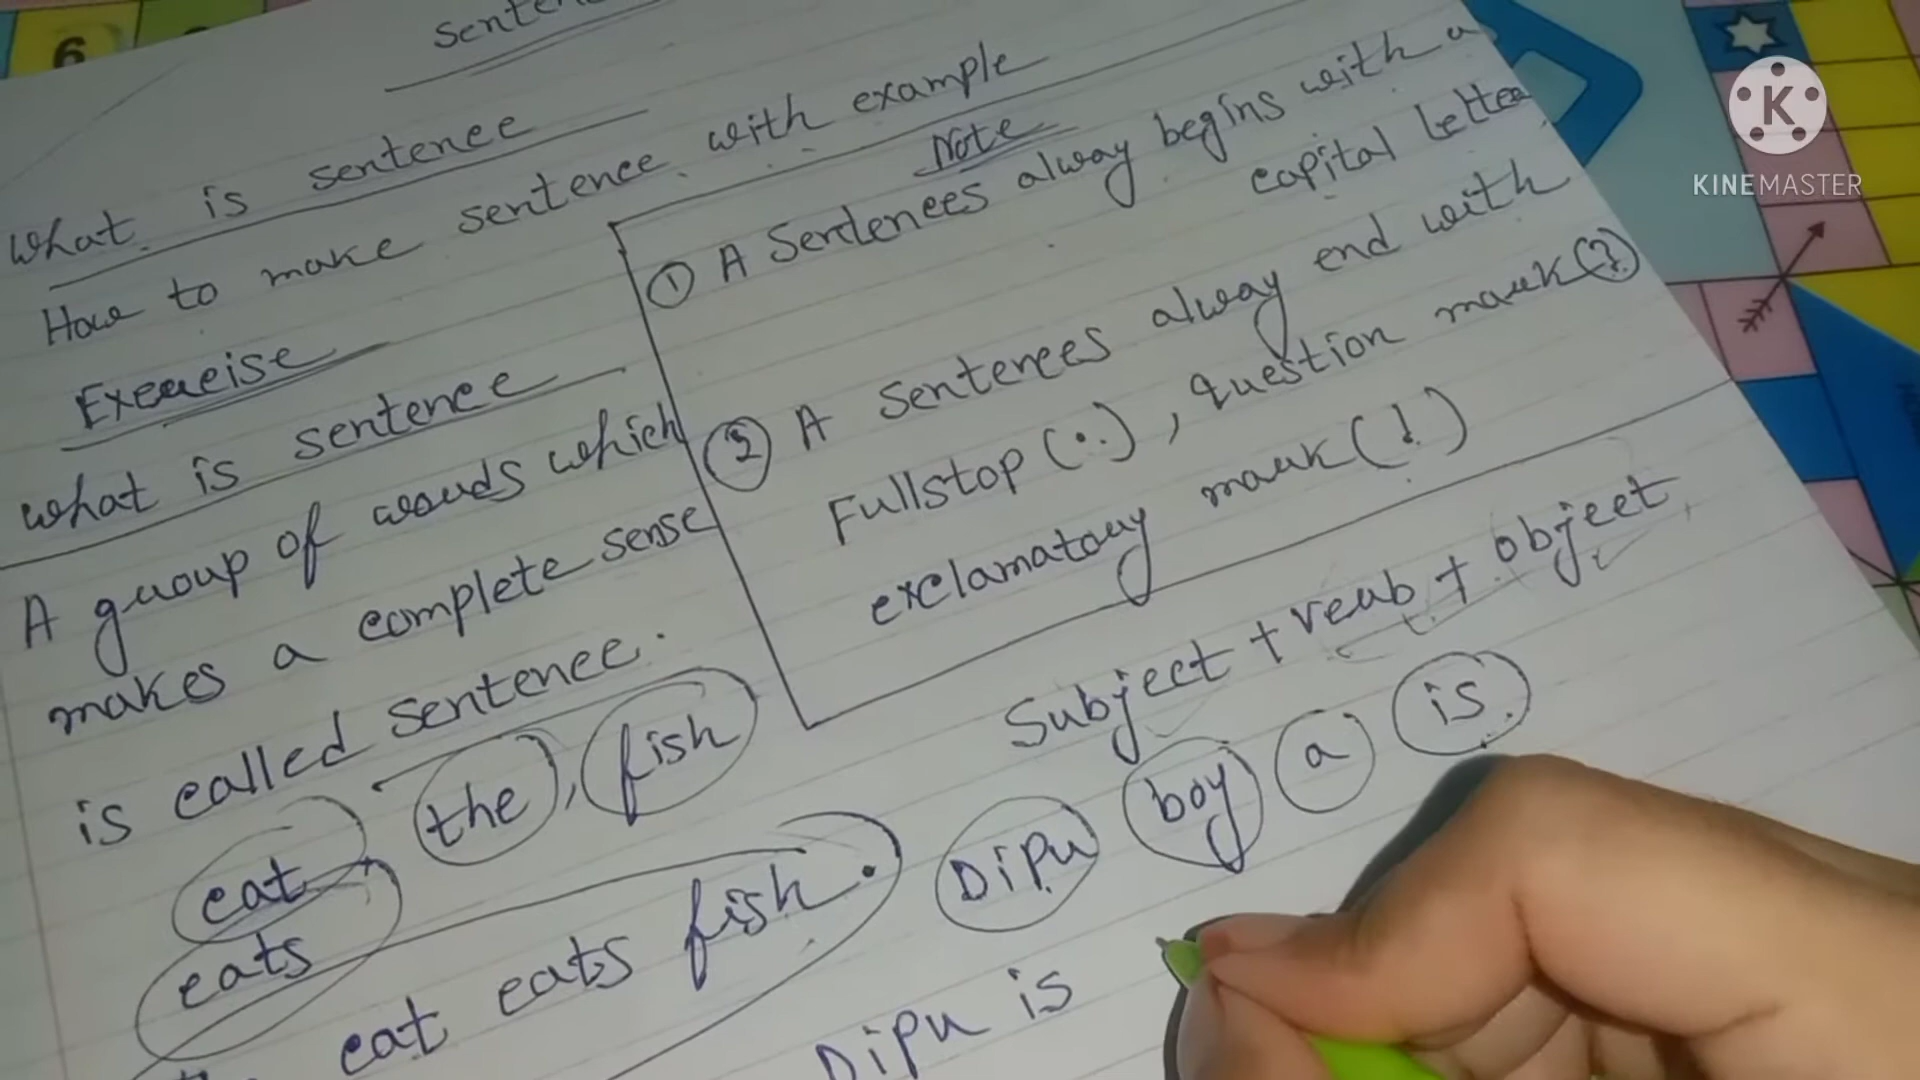 6
What is sentence
How to make sentence with example
Exercise
what is sentence
A group of words which
makes a complete sense
is called sentence.
cat the, fish
eats
cat eats fish.
Note
① A Sentences alway begins with a
capital letter
② A sentences alway end with
Fullstop (.), question mark (?)
exclamatory mark (!)
Subject + verb + object
Dipu boy a is
Dipu is
K
KINEMASTER